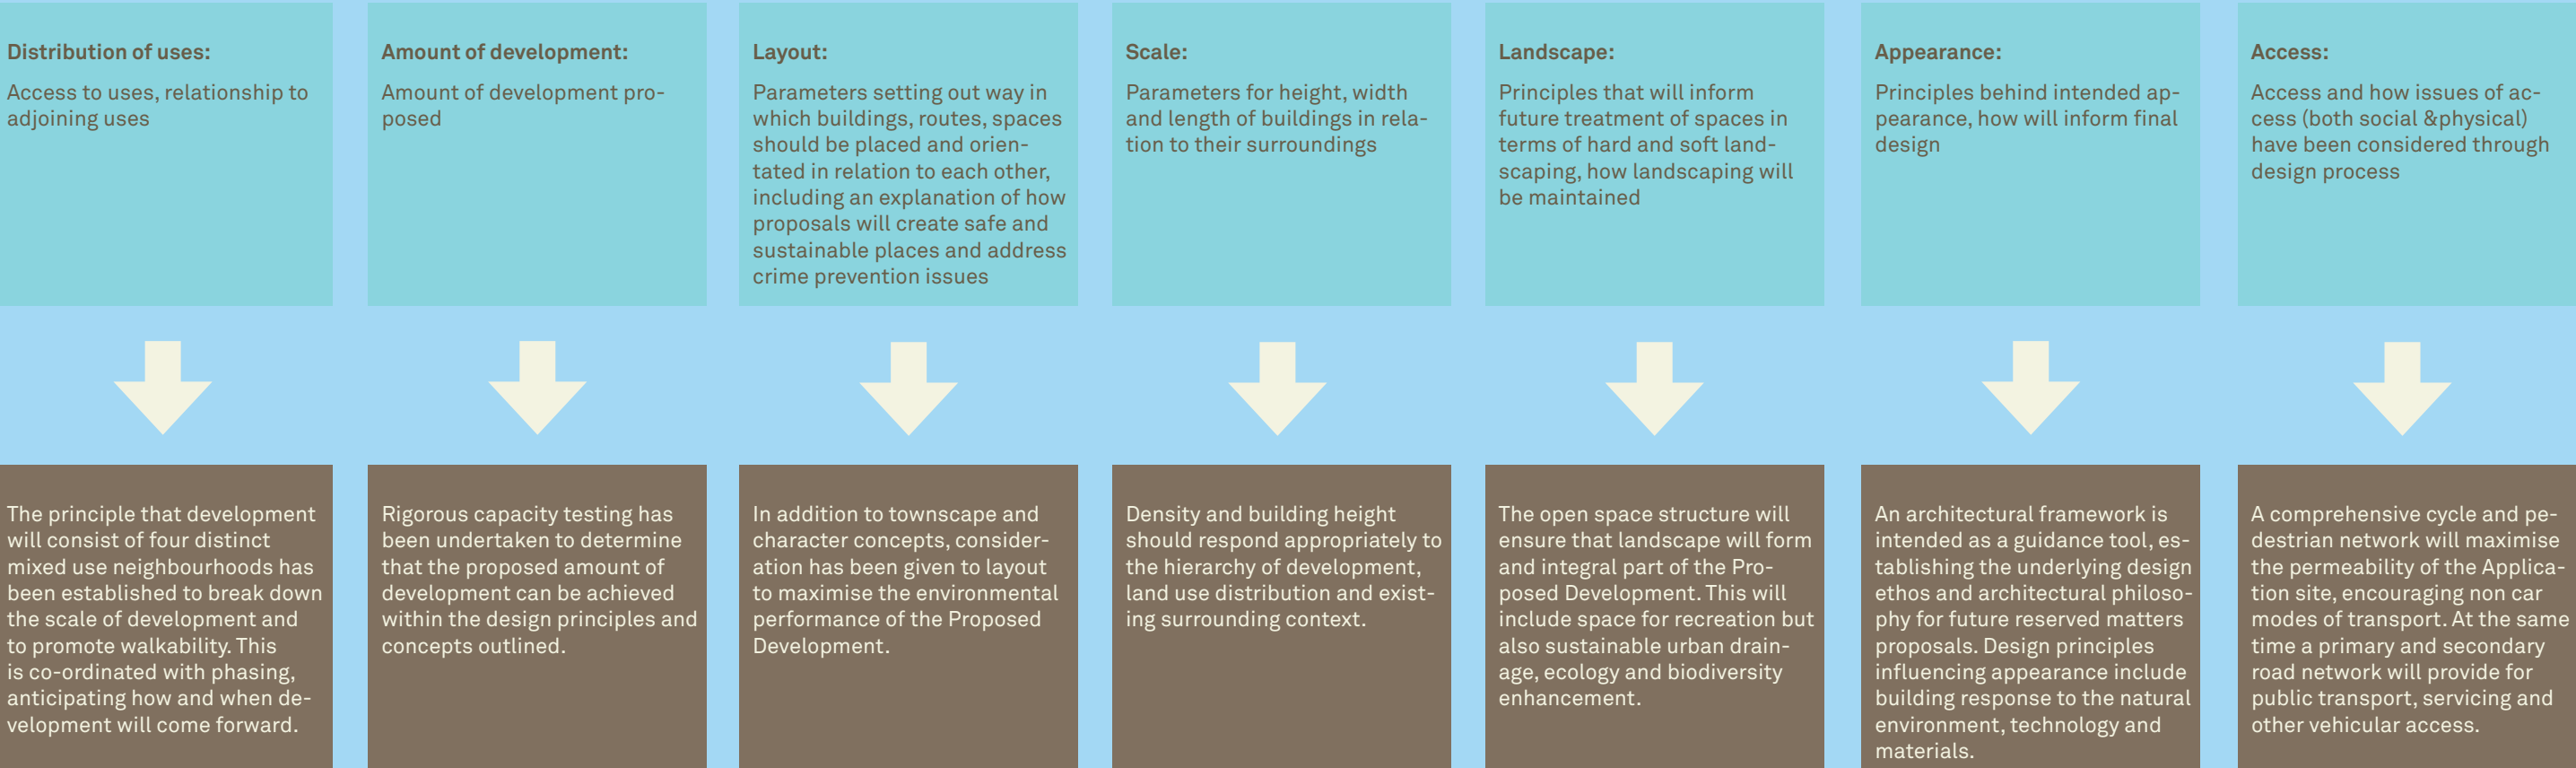 Distribution of uses:
Access to uses, relationship to
adjoining uses
Amount of development:
Amount of development pro-
posed
Layout:
Parameters setting out way in
which buildings, routes, spaces
should be placed and orien-
tated in relation to each other,
including an explanation of how
proposals will create safe and
sustainable places and address
crime prevention issues
Scale:
Parameters for height, width
and length of buildings in rela-
tion to their surroundings
Landscape:
Principles that will inform
future treatment of spaces in
terms of hard and soft land-
scaping, how landscaping will
be maintained
Appearance:
Principles behind intended ap-
pearance, how will inform final
design
Access:
Access and how issues of ac-
cess (both social &physical)
have been considered through
design process
The principle that development
will consist of four distinct
mixed use neighbourhoods has
been established to break down
the scale of development and
to promote walkability. This
is co-ordinated with phasing,
anticipating how and when de-
velopment will come forward.
Rigorous capacity testing has
been undertaken to determine
that the proposed amount of
development can be achieved
within the design principles and
concepts outlined.
In addition to townscape and
character concepts, consider-
ation has been given to layout
to maximise the environmental
performance of the Proposed
Development.
Density and building height
should respond appropriately to
the hierarchy of development,
land use distribution and exist-
ing surrounding context.
The open space structure will
ensure that landscape will form
and integral part of the Pro-
posed Development. This will
include space for recreation but
also sustainable urban drain-
age, ecology and biodiversity
enhancement.
An architectural framework is
intended as a guidance tool, es-
tablishing the underlying design
ethos and architectural philoso-
phy for future reserved matters
proposals. Design principles
influencing appearance include
building response to the natural
environment, technology and
materials.
A comprehensive cycle and pe-
destrian network will maximise
the permeability of the Applica-
tion site, encouraging non car
modes of transport. At the same
time a primary and secondary
road network will provide for
public transport, servicing and
other vehicular access.